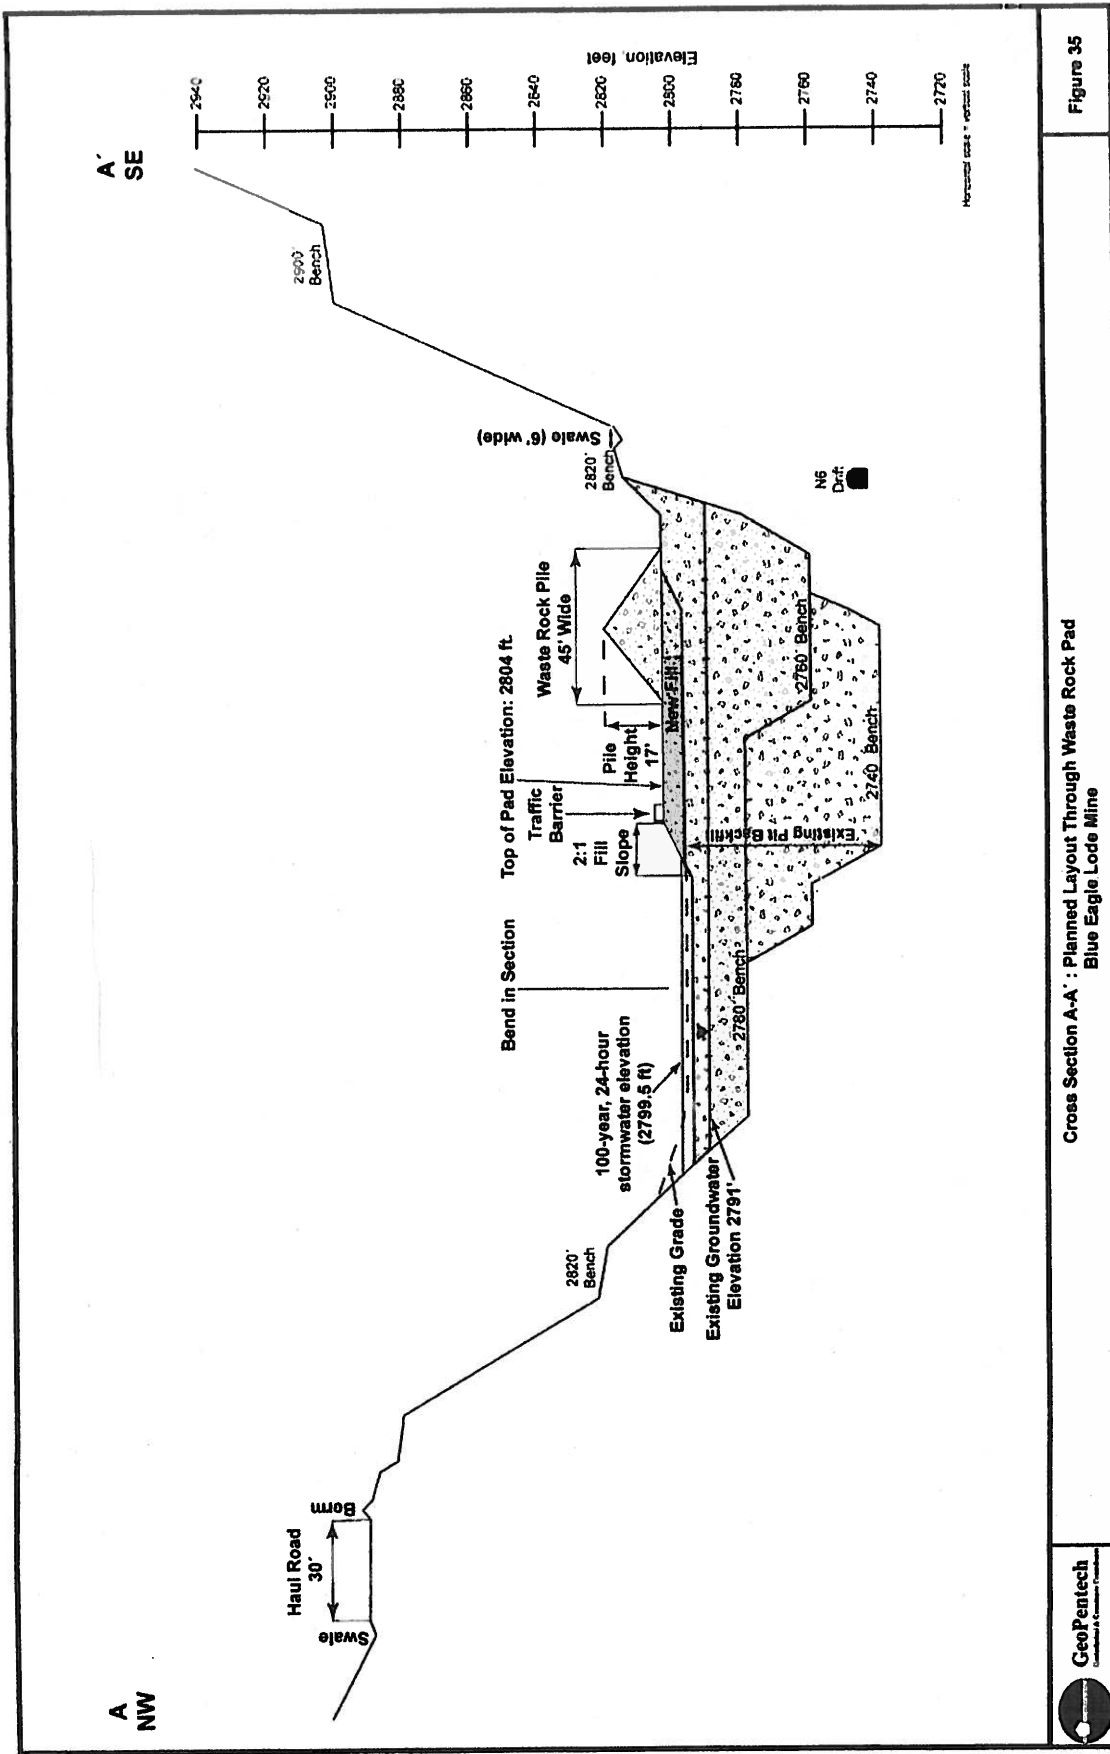 A
NW
A´
SE
Haul Road
30´
Swale
Berm
2820´
Bench
100-year, 24-hour
stormwater elevation
(2799.5 ft)
Existing Grade
Existing Groundwater
Elevation 2791'
Bend in Section
Top of Pad Elevation: 2804 ft.
Traffic
Barrier
2:1
Fill
Slope
Pile
Height
17'
Waste Rock Pile
45' Wide
New Fill
Existing Pit Backfill
2780´ Bench
2740´ Bench
2760´ Bench
2820´
Bench
Swale (6' wide)
2900´
Bench
N6
Drift
Elevation, feet
2940
2920
2900
2880
2860
2840
2820
2800
2780
2760
2740
2720
Horizontal scale = vertical scale
GeoPentech
Cross Section A-A´ : Planned Layout Through Waste Rock Pad
Blue Eagle Lode Mine
Figure 35